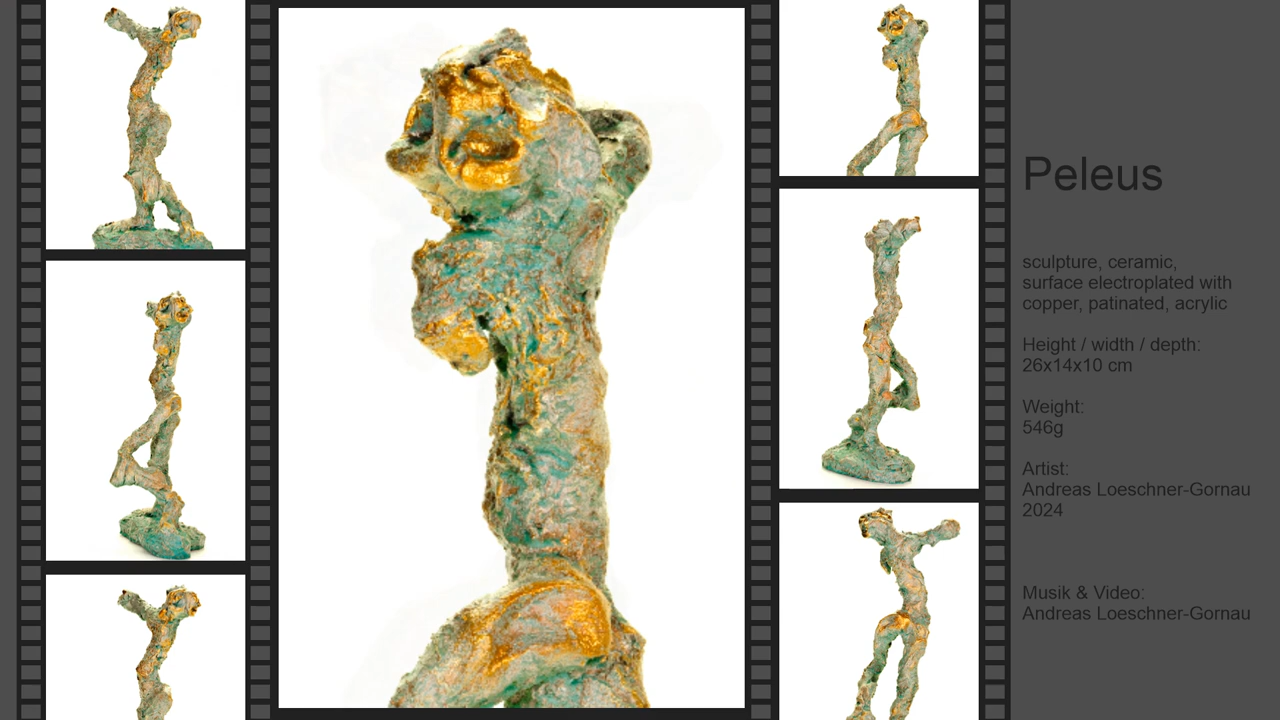 Peleus
sculpture, ceramic,
surface electroplated with
copper, patinated, acrylic
Height / width / depth:
26x14x10 cm
Weight:
546g
Artist:
Andreas Loeschner-Gornau
2024
Musik & Video:
Andreas Loeschner-Gornau